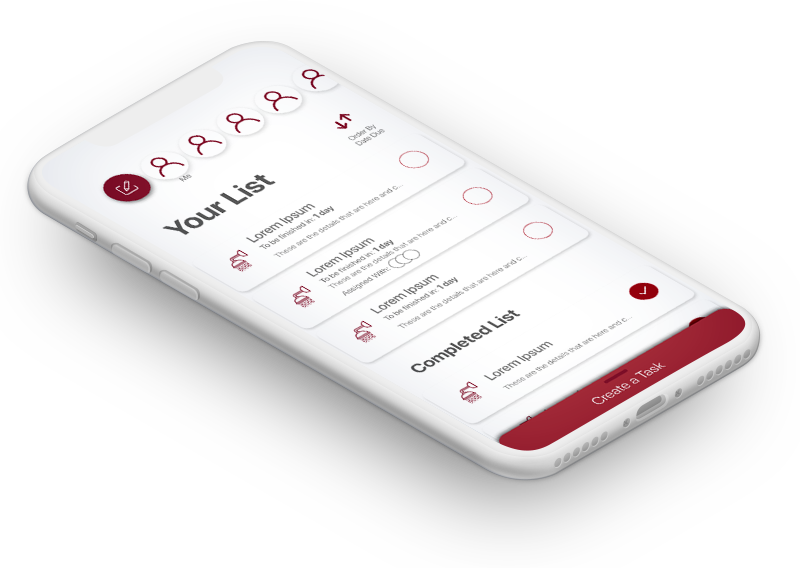 Me
Order By
Date Due
Your List
Lorem Ipsum
To be finished in: 1 day
These are the details that are here and c...
Lorem Ipsum
To be finished in: 1 day
These are the details that are here and c...
Assigned With:
Lorem Ipsum
To be finished in: 1 day
These are the details that are here and c...
Completed List
Lorem Ipsum
These are the details that are here and c...
Create a Task